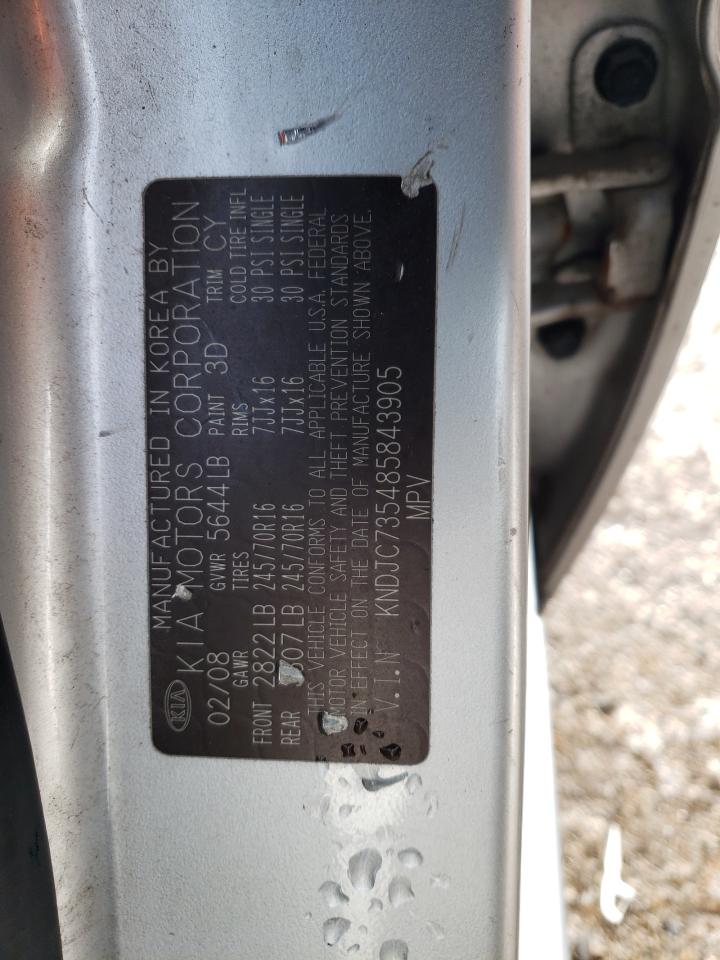 MANUFACTURED IN KOREA BY
KIA KIA MOTORS CORPORATION
02/08 GVWR 5644LB PAINT 3D TRIM CY
GAWR TIRES RIMS COLD TIRE INFL
FRONT 2822LB 245/70R16 7JJx16 30 PSI SINGLE
REAR 307LB 245/70R16 7JJx16 30 PSI SINGLE
THIS VEHICLE CONFORMS TO ALL APPLICABLE U.S.A. FEDERAL
MOTOR VEHICLE SAFETY AND THEFT PREVENTION STANDARDS
IN EFFECT ON THE DATE OF MANUFACTURE SHOWN ABOVE.
V.I.N KNDJC735485843905
MPV